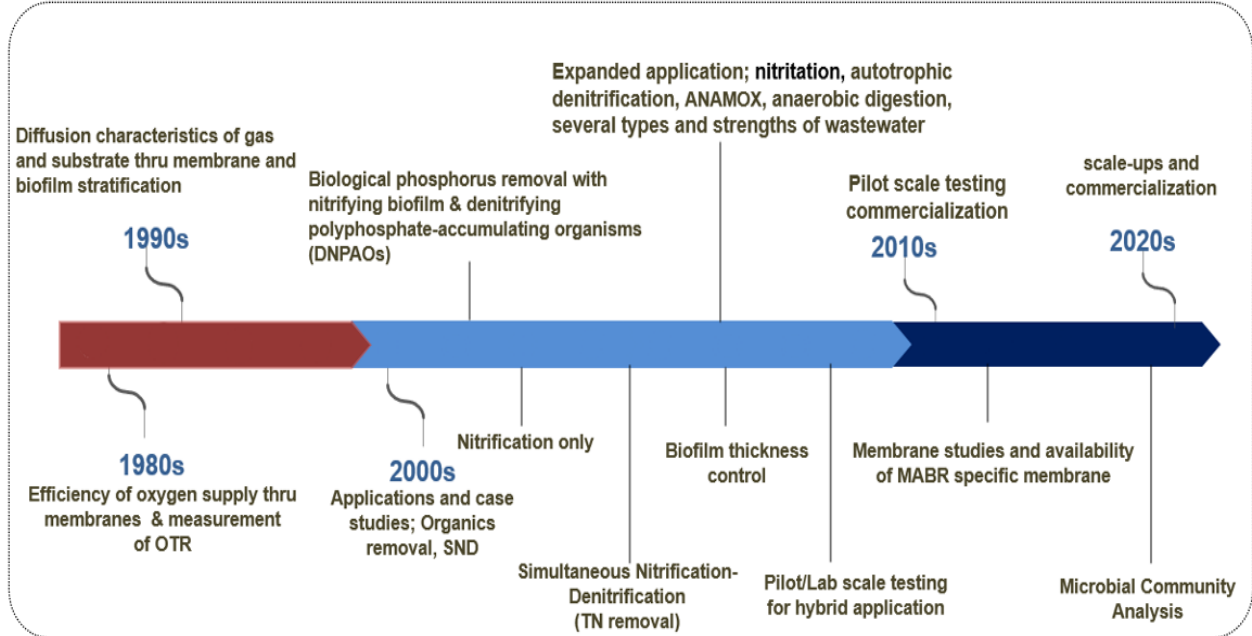 Expanded application; nitritation, autotrophic
denitrification, ANAMOX, anaerobic digestion,
several types and strengths of wastewater
Diffusion characteristics of gas
and substrate thru membrane and
biofilm stratification
1990s
Biological phosphorus removal with
nitrifying biofilm & denitrifying
polyphosphate-accumulating organisms
(DNPAOs)
Pilot scale testing
commercialization
2010s
scale-ups and
commercialization
2020s
1980s
Efficiency of oxygen supply thru
membranes & measurement
of OTR
2000s
Applications and case
studies; Organics
removal, SND
Nitrification only
Simultaneous Nitrification-
Denitrification
(TN removal)
Biofilm thickness
control
Pilot/Lab scale testing
for hybrid application
Membrane studies and availability
of MABR specific membrane
Microbial Community
Analysis